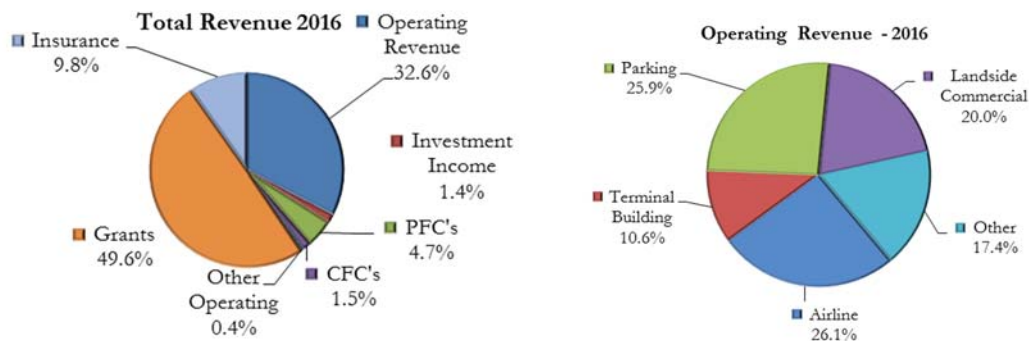 Total Revenue 2016
Operating
Revenue
32.6%
Insurance
9.8%
Investment
Income
1.4%
Grants
49.6%
PFC's
4.7%
Other
Operating
0.4%
CFC's
1.5%
Operating Revenue - 2016
Parking
25.9%
Landside
Commercial
20.0%
Terminal
Building
10.6%
Other
17.4%
Airline
26.1%